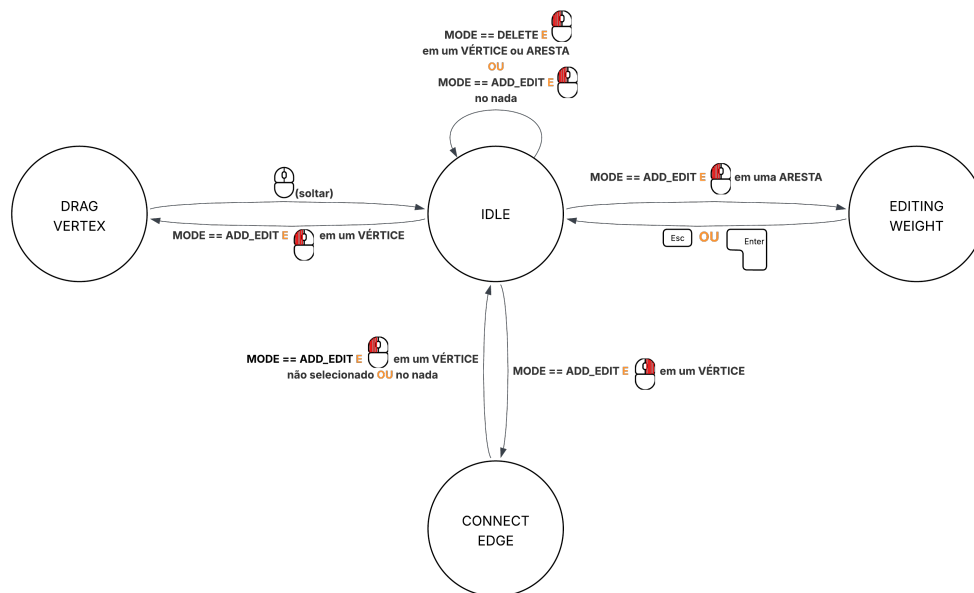 MODE == DELETE E
em um VÉRTICE ou ARESTA
OU
MODE == ADD_EDIT E
no nada
DRAG
VERTEX
(soltar)
MODE == ADD_EDIT E em um VÉRTICE
IDLE
MODE == ADD_EDIT E em uma ARESTA
Esc OU Enter
EDITING
WEIGHT
MODE == ADD_EDIT E em um VÉRTICE
não selecionado OU no nada
MODE == ADD_EDIT E em um VÉRTICE
CONNECT
EDGE